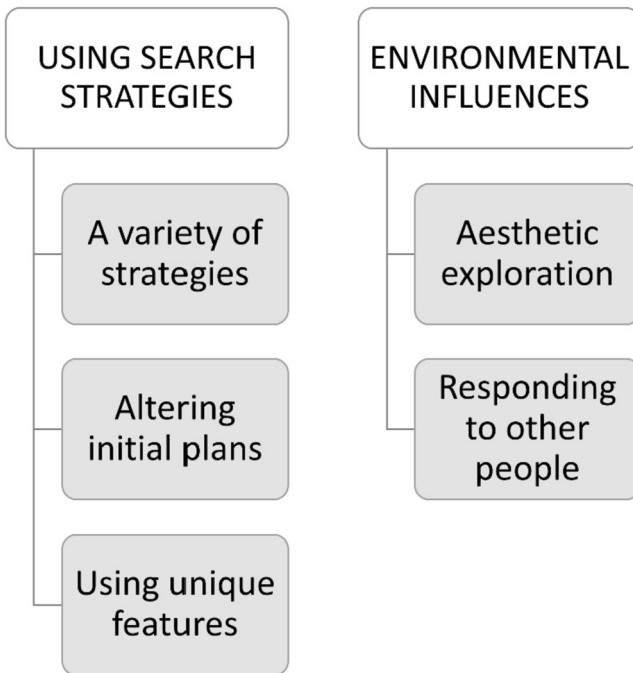 USING SEARCH
STRATEGIES
A variety of
strategies
Altering
initial plans
Using unique
features
ENVIRONMENTAL
INFLUENCES
Aesthetic
exploration
Responding
to other
people